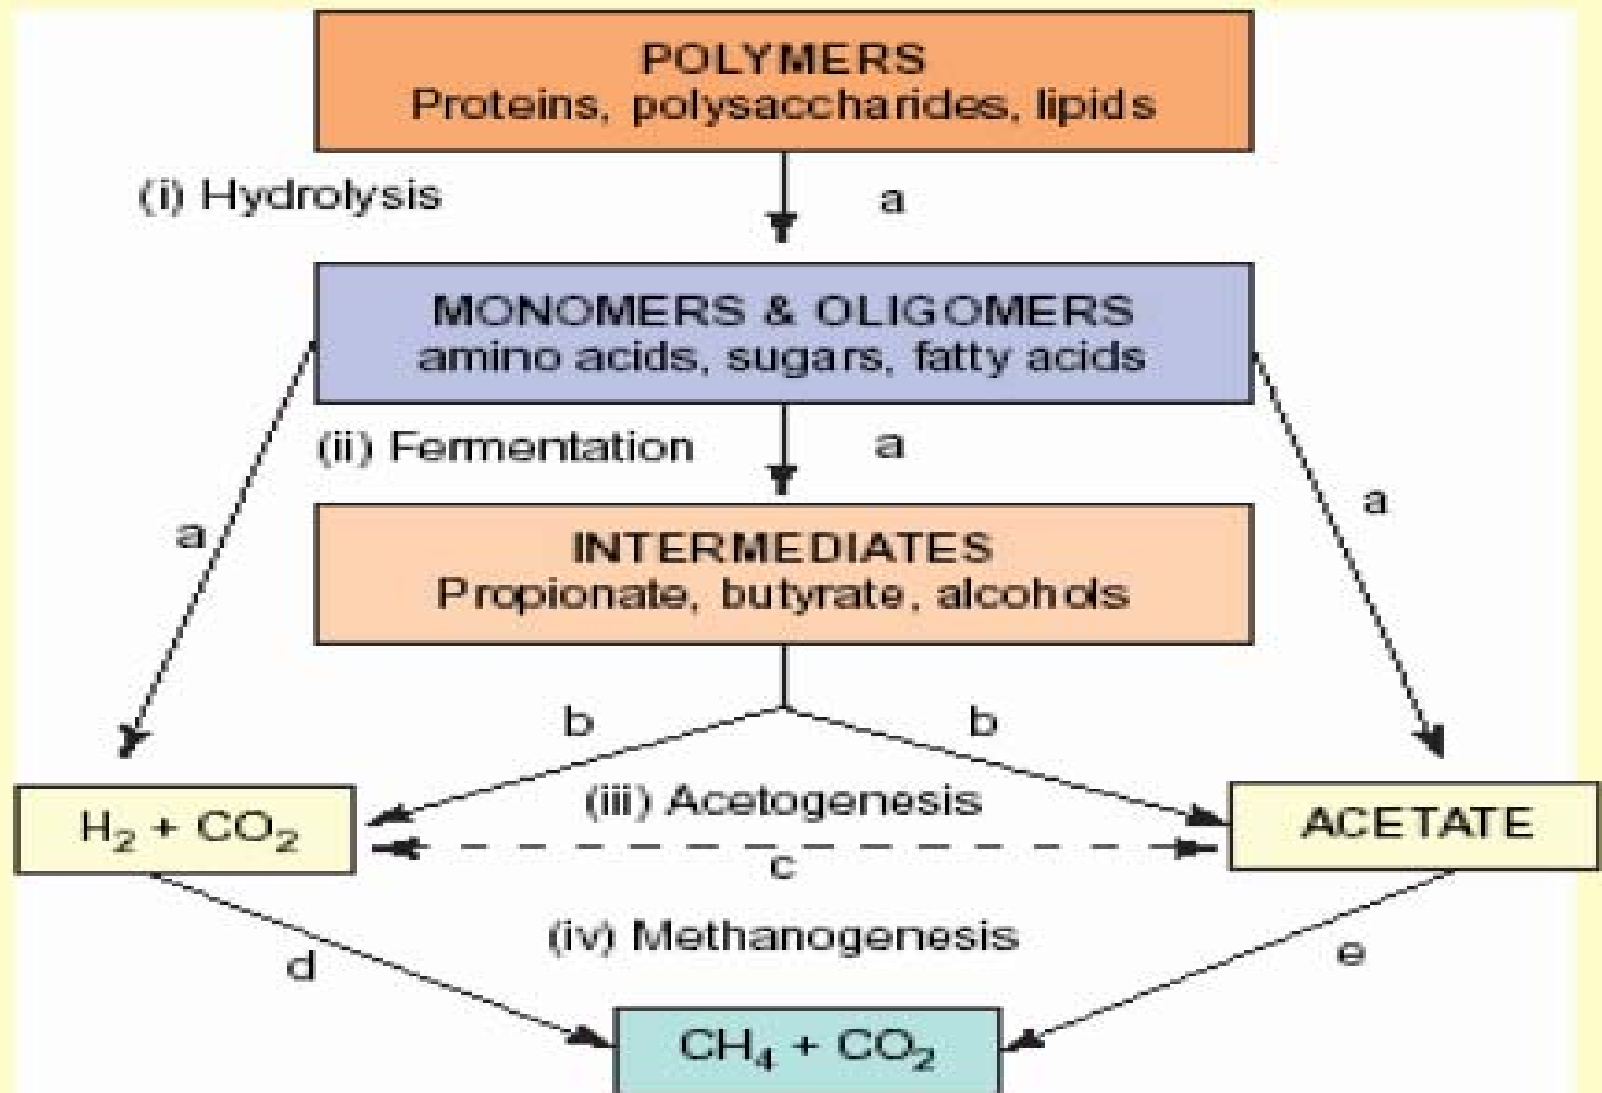 POLYMERS
Proteins, polysaccharides, lipids
(i) Hydrolysis
a
MONOMERS & OLIGOMERS
amino acids, sugars, fatty acids
(ii) Fermentation
a
a
a
INTERMEDIATES
Propionate, butyrate, alcohols
b
b
(iii) Acetogenesis
H₂ + CO₂
ACETATE
c
(iv) Methanogenesis
d
e
CH₄ + CO₂